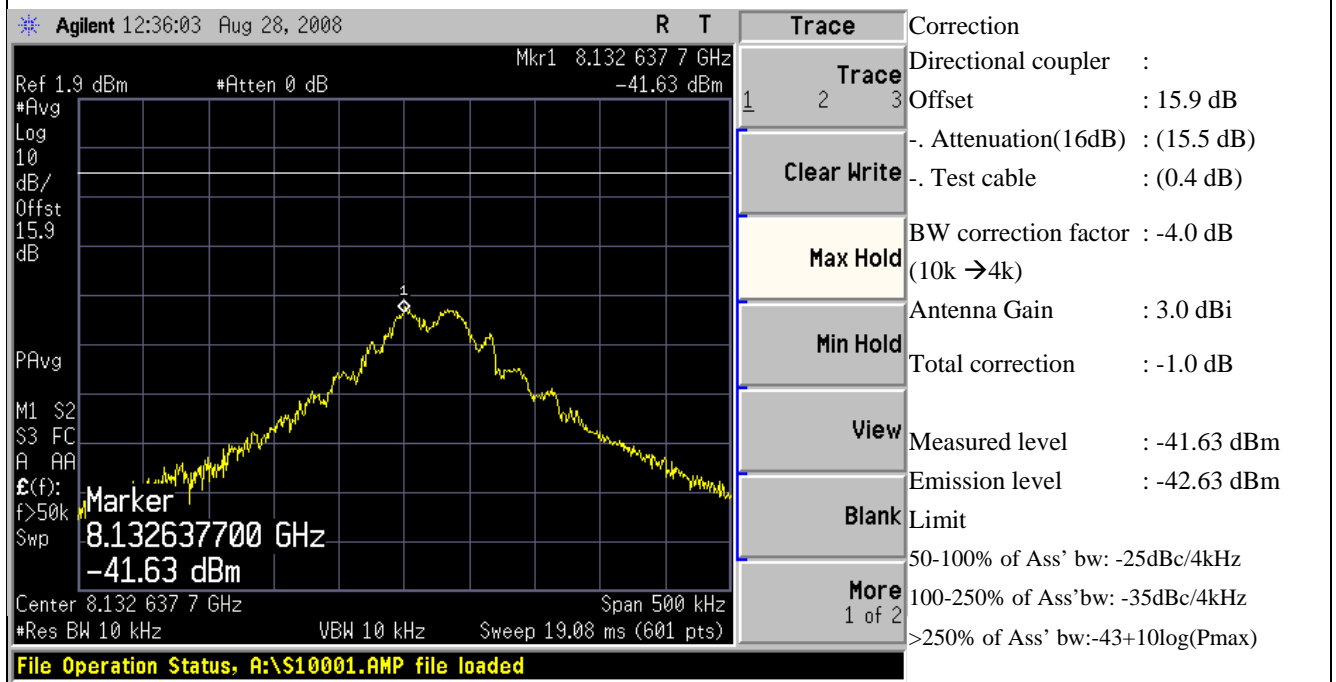 Agilent 12:36:03 Aug 28, 2008 R T
Mkr1 8.132 637 7 GHz
Ref 1.9 dBm #Atten 0 dB -41.63 dBm
#Avg
Log
10
dB/
Offst
15.9
dB
1
PAvg
M1 S2
S3 FC
A AA
£(f):
f>50k
Swp
Marker
8.132637700 GHz
-41.63 dBm
Center 8.132 637 7 GHz Span 500 kHz
#Res BW 10 kHz VBW 10 kHz Sweep 19.08 ms (601 pts)
File Operation Status, A:\S10001.AMP file loaded
Trace
Trace
1 2 3
Clear Write
Max Hold
Min Hold
View
Blank
More
1 of 2
Correction
Directional coupler :
Offset : 15.9 dB
-. Attenuation(16dB) : (15.5 dB)
-. Test cable : (0.4 dB)
BW correction factor : -4.0 dB
(10k →4k)
Antenna Gain : 3.0 dBi
Total correction : -1.0 dB
Measured level : -41.63 dBm
Emission level : -42.63 dBm
Limit
50-100% of Ass' bw: -25dBc/4kHz
100-250% of Ass'bw: -35dBc/4kHz
>250% of Ass' bw:-43+10log(Pmax)